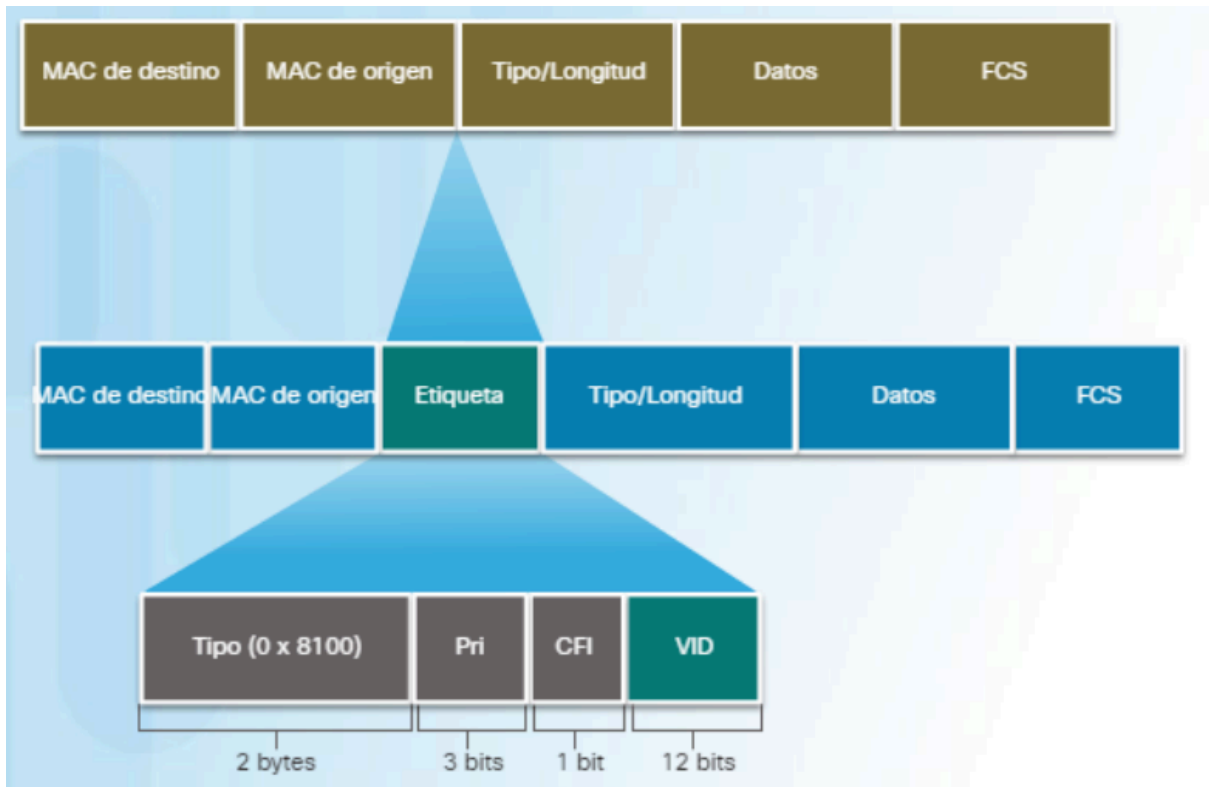 MAC de destino MAC de origen Tipo/Longitud Datos FCS
MAC de destino MAC de origen Etiqueta Tipo/Longitud Datos FCS
Tipo (0 x 8100) Pri CFI VID
2 bytes 3 bits 1 bit 12 bits